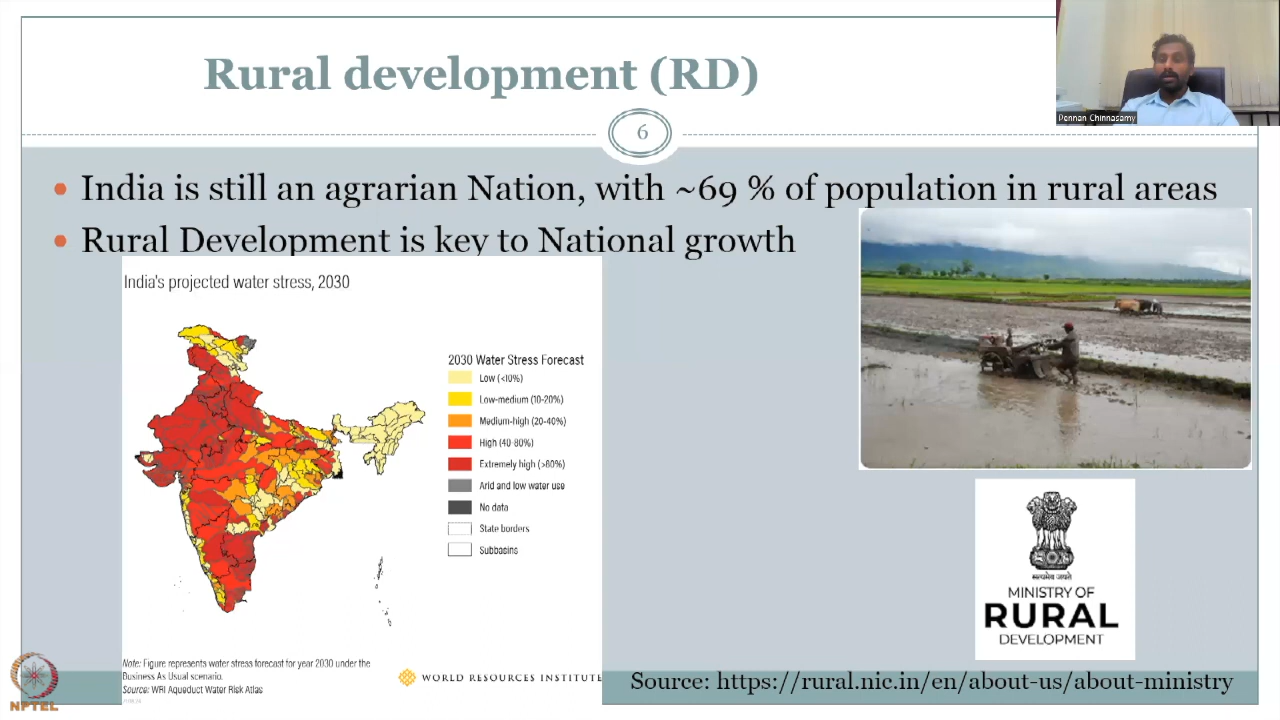 Rural development (RD)
Pennan Chinnasamy
6
India is still an agrarian Nation, with ~69 % of population in rural areas
Rural Development is key to National growth
India's projected water stress, 2030
2030 Water Stress Forecast
Low (<10%)
Low-medium (10-20%)
Medium-high (20-40%)
High (40-80%)
Extremely high (>80%)
Arid and low water use
No data
State borders
Subbasins
Note: Figure represents water stress forecast for year 2030 under the
Business As Usual scenario.
Source: WRI Aqueduct Water Risk Atlas
WORLD RESOURCES INSTITUTE
सत्यमेव जयते
MINISTRY OF
RURAL
DEVELOPMENT
Source: https://rural.nic.in/en/about-us/about-ministry
NPTEL